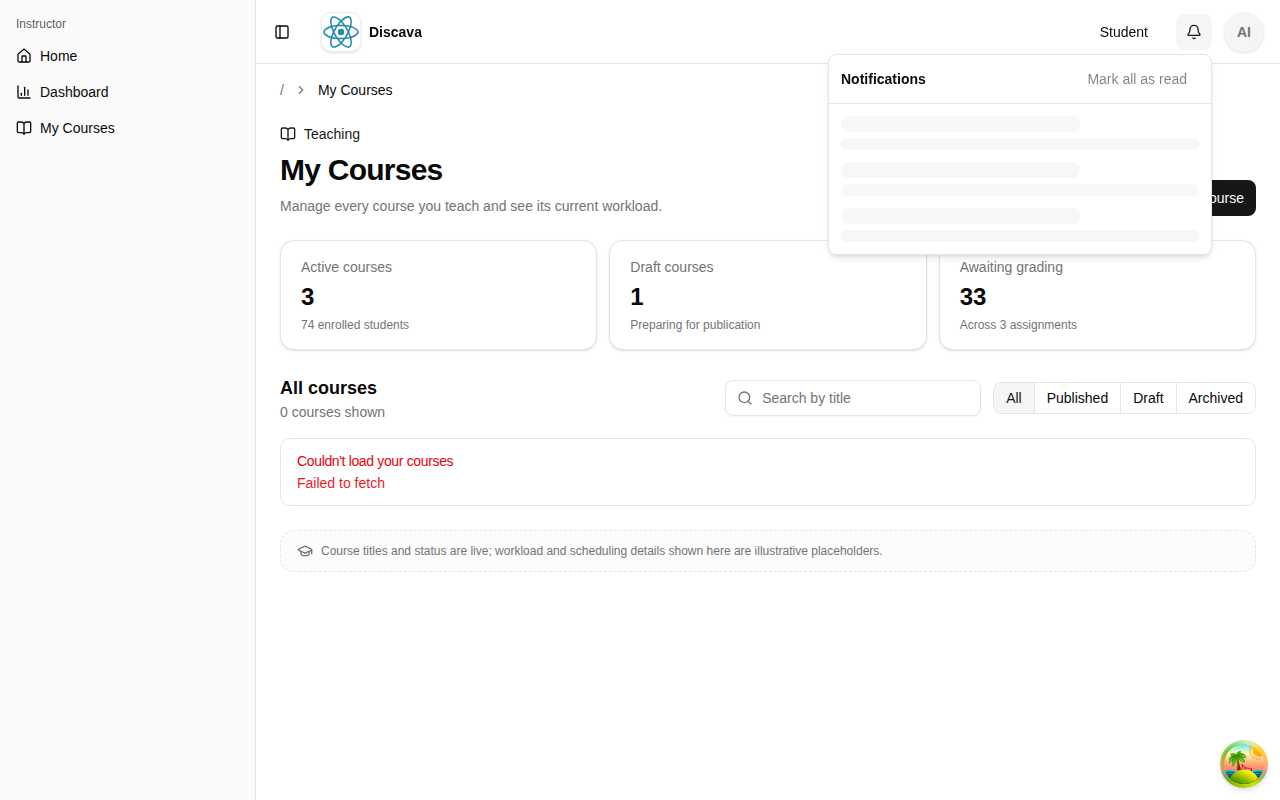 Instructor
Home
Dashboard
My Courses
Discava
Student
AI
Notifications
Mark all as read
/
My Courses
Teaching
My Courses
Manage every course you teach and see its current workload.
Active courses
3
74 enrolled students
Draft courses
1
Preparing for publication
Awaiting grading
33
Across 3 assignments
All courses
0 courses shown
Search by title
All
Published
Draft
Archived
Couldn't load your courses
Failed to fetch
Course titles and status are live; workload and scheduling details shown here are illustrative placeholders.